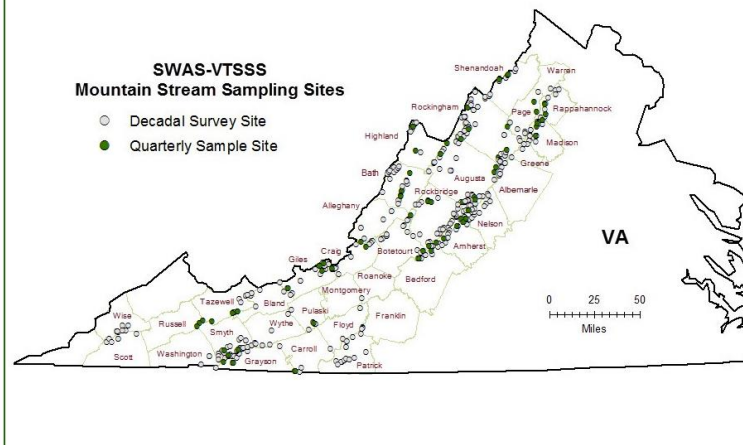 SWAS-VTSSS
Mountain Stream Sampling Sites
Decadal Survey Site
Quarterly Sample Site
Shenandoah
Warren
Rockingham
Page
Rappahannock
Highland
Madison
Greene
Bath
Augusta
Rockbridge
Albemarle
Alleghany
Nelson
VA
Craig
Botetourt
Amherst
Giles
Roanoke
Bedford
Tazewell
Bland
Montgomery
Pulaski
Wise
Russell
Wythe
Floyd
Franklin
Smyth
Scott
Washington
Grayson
Carroll
Patrick
0 25 50
Miles